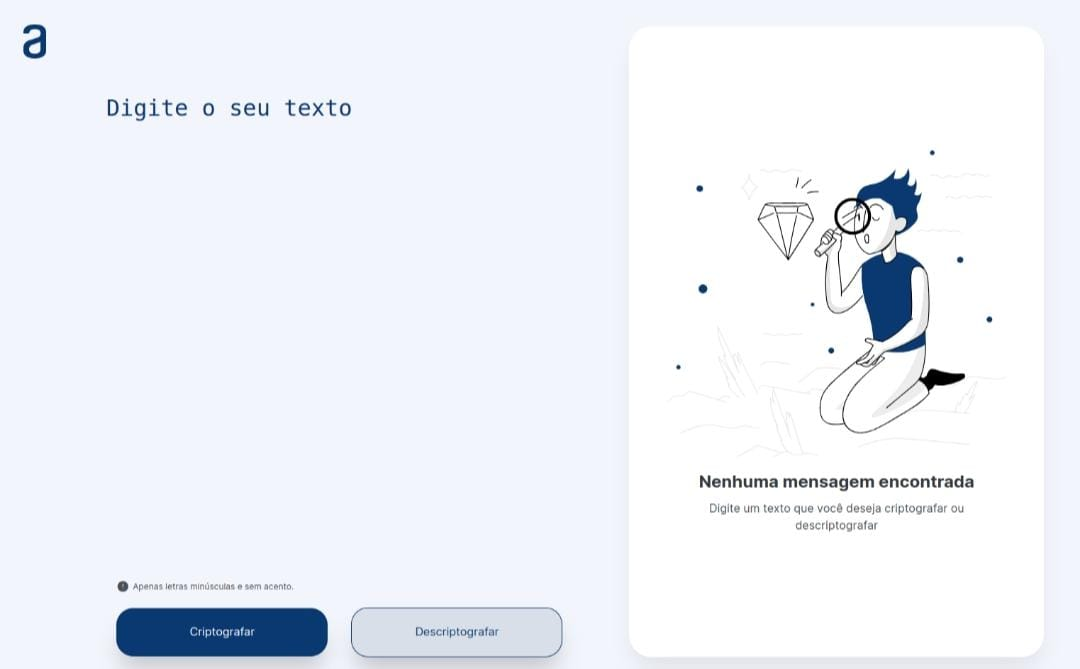 a
Digite o seu texto
Apenas letras minúsculas e sem acento.
Criptografar
Descriptografar
Nenhuma mensagem encontrada
Digite um texto que você deseja criptografar ou
descriptografar